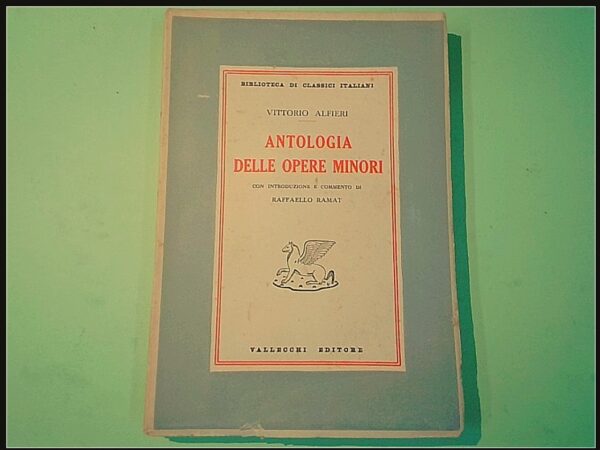 BIBLIOTECA DI CLASSICI ITALIANI
VITTORIO ALFIERI
ANTOLOGIA
DELLE OPERE MINORI
CON INTRODUZIONE E COMMENTO DI
RAFFAELLO RAMAT
VALLECCHI EDITORE